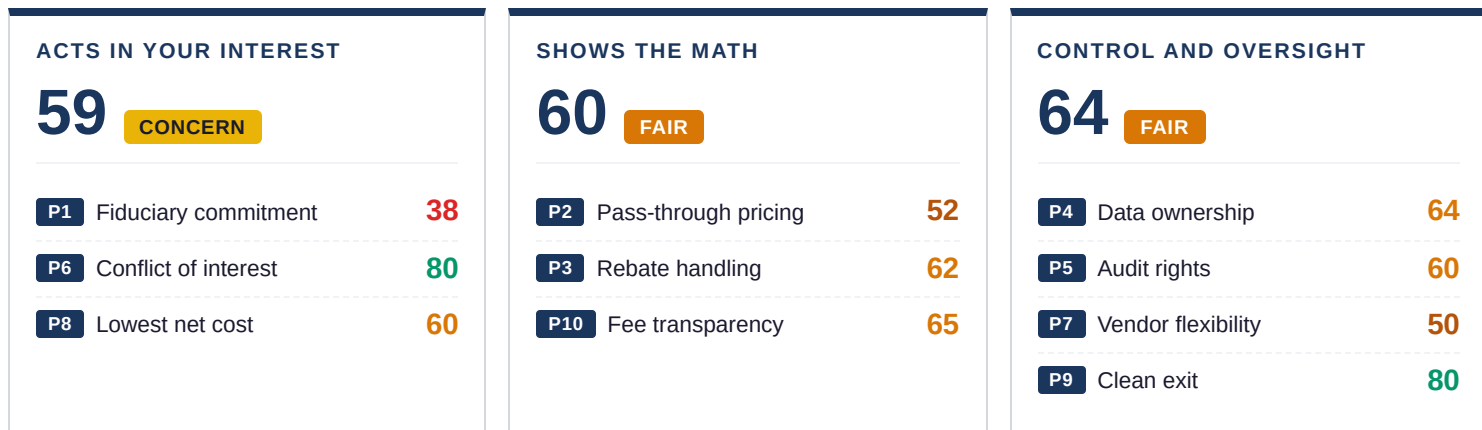 ACTS IN YOUR INTEREST
59 CONCERN
P1 Fiduciary commitment 38
P6 Conflict of interest 80
P8 Lowest net cost 60
SHOWS THE MATH
60 FAIR
P2 Pass-through pricing 52
P3 Rebate handling 62
P10 Fee transparency 65
CONTROL AND OVERSIGHT
64 FAIR
P4 Data ownership 64
P5 Audit rights 60
P7 Vendor flexibility 50
P9 Clean exit 80